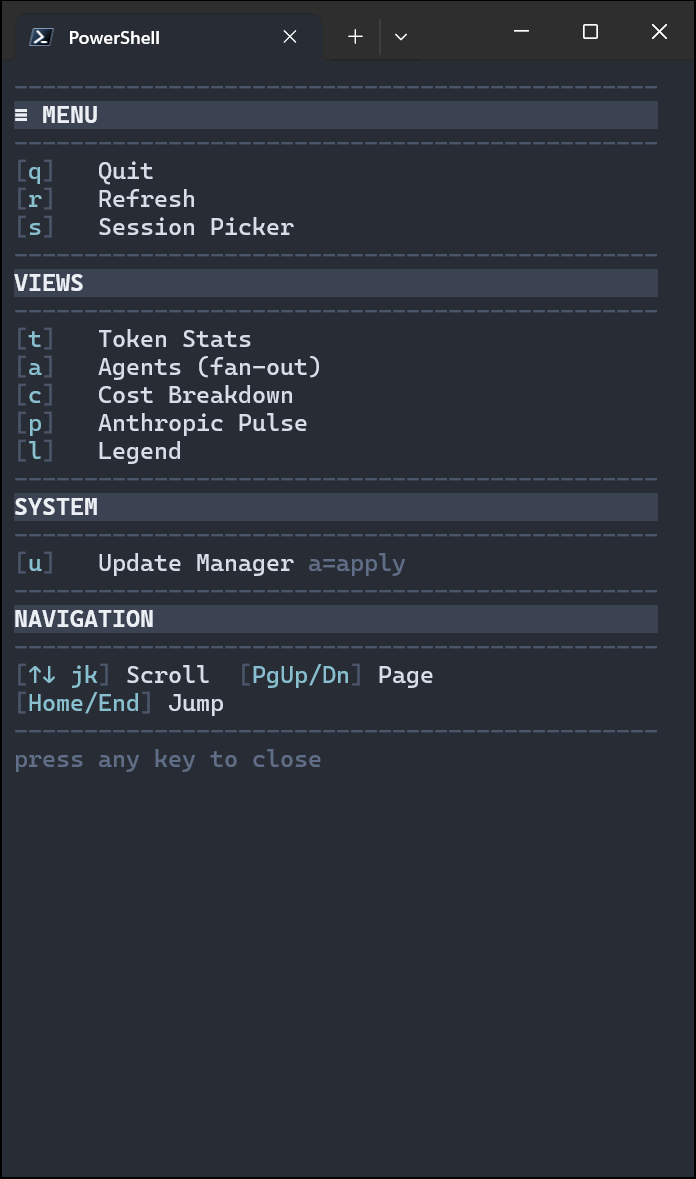 PowerShell
≡ MENU
[q] Quit
[r] Refresh
[s] Session Picker
VIEWS
[t] Token Stats
[a] Agents (fan-out)
[c] Cost Breakdown
[p] Anthropic Pulse
[l] Legend
SYSTEM
[u] Update Manager a=apply
NAVIGATION
[↑↓ jk] Scroll [PgUp/Dn] Page
[Home/End] Jump
press any key to close